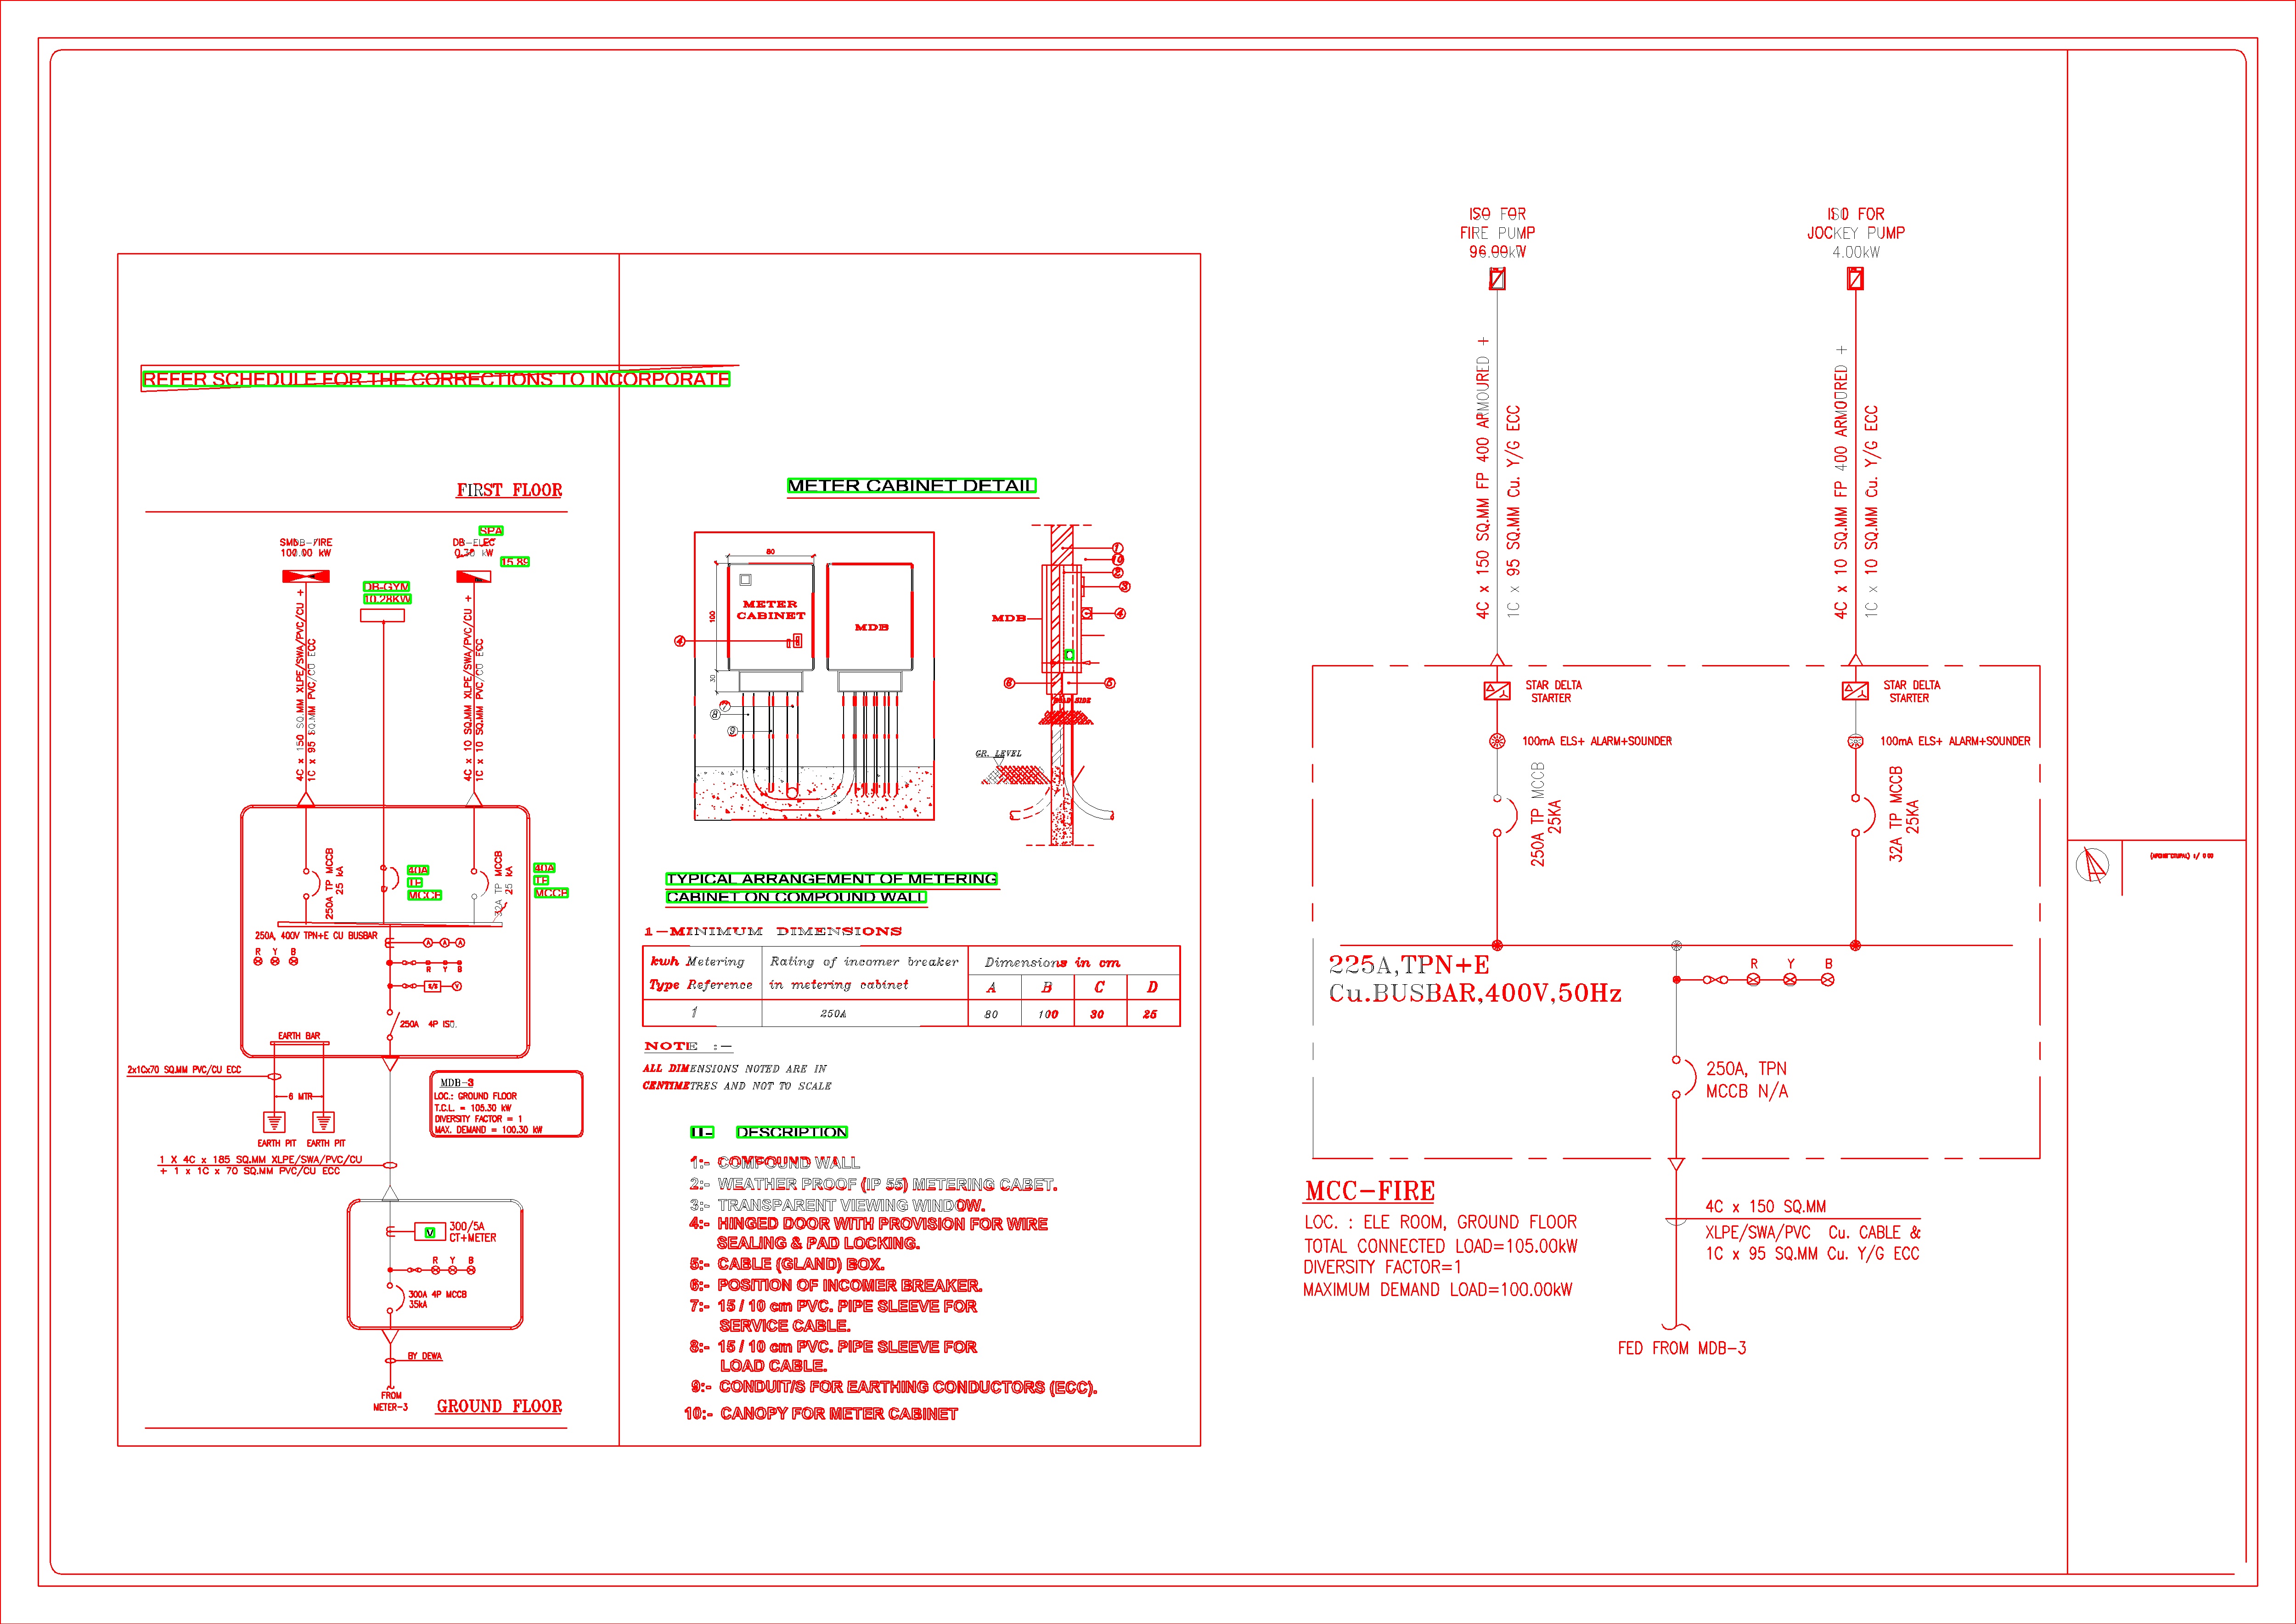 REFER SCHEDULE FOR THE CORRECTIONS TO INCORPORATE
FIRST FLOOR
SMDB-FIRE
100.00 kW
DB-GYM
10.28KW
SPA
DB-ELEC
kW
15.89
4C x 150 SQ.MM XLPE/SWA/PVC/CU +
1C x 95 SQ.MM PVC/CU ECC
4C x 10 SQ.MM XLPE/SWA/PVC/CU +
1C x 10 SQ.MM PVC/CU ECC
250A TP MCCB
25 kA
40A
TP
MCCB
32A TP MCCB
25 kA
40A
TP
MCCB
250A, 400V TPN+E CU BUSBAR
R Y B
A A A
R Y B
V
250A 4P ISO.
EARTH BAR
2x1Cx70 SQ.MM PVC/CU ECC
6 MTR
EARTH PIT EARTH PIT
MDB-3
LOC.: GROUND FLOOR
T.C.L. = 105.30 kW
DIVERSITY FACTOR = 1
MAX. DEMAND = 100.30 kW
1 X 4C x 185 SQ.MM XLPE/SWA/PVC/CU
+ 1 x 1C x 70 SQ.MM PVC/CU ECC
V
300/5A
CT+METER
R Y B
300A 4P MCCB
35kA
BY DEWA
FROM
METER-3
GROUND FLOOR
METER CABINET DETAIL
80
100
30
METER
CABINET
MDB
4
7
8
9
MDB
1
10
2
3
4
6
5
GR. LEVEL
TYPICAL ARRANGEMENT OF METERING
CABINET ON COMPOUND WALL
1-MINIMUM DIMENSIONS
kwh Metering Rating of incomer breaker Dimensions in cm
Type Reference in metering cabinet A B C D
1 250A 80 100 30 25
NOTE :-
ALL DIMENSIONS NOTED ARE IN
CENTIMETRES AND NOT TO SCALE
II- DESCRIPTION
1:- COMPOUND WALL
2:- WEATHER PROOF (IP 55) METERING CABET.
3:- TRANSPARENT VIEWING WINDOW.
4:- HINGED DOOR WITH PROVISION FOR WIRE
SEALING & PAD LOCKING.
5:- CABLE (GLAND) BOX.
6:- POSITION OF INCOMER BREAKER.
7:- 15 / 10 cm PVC. PIPE SLEEVE FOR
SERVICE CABLE.
8:- 15 / 10 cm PVC. PIPE SLEEVE FOR
LOAD CABLE.
9:- CONDUIT/S FOR EARTHING CONDUCTORS (ECC).
10:- CANOPY FOR METER CABINET
ISO FOR
FIRE PUMP
96.00kW
ISO FOR
JOCKEY PUMP
4.00kW
4C x 150 SQ.MM FP 400 ARMOURED +
1C x 95 SQ.MM Cu. Y/G ECC
4C x 10 SQ.MM FP 400 ARMOURED +
1C x 10 SQ.MM Cu. Y/G ECC
STAR DELTA
STARTER
STAR DELTA
STARTER
100mA ELS+ ALARM+SOUNDER
100mA ELS+ ALARM+SOUNDER
250A TP MCCB
25KA
32A TP MCCB
25KA
225A,TPN+E
Cu.BUSBAR,400V,50Hz
R Y B
250A, TPN
MCCB N/A
MCC-FIRE
LOC. : ELE ROOM, GROUND FLOOR
TOTAL CONNECTED LOAD=105.00kW
DIVERSITY FACTOR=1
MAXIMUM DEMAND LOAD=100.00kW
4C x 150 SQ.MM
XLPE/SWA/PVC Cu. CABLE &
1C x 95 SQ.MM Cu. Y/G ECC
FED FROM MDB-3